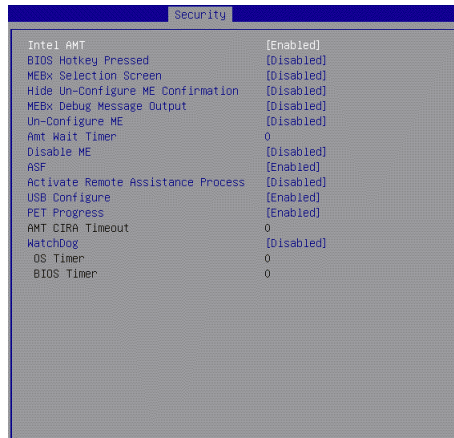 Security
Intel AMT [Enabled]
BIOS Hotkey Pressed [Disabled]
MEBx Selection Screen [Disabled]
Hide Un-Configure ME Confirmation [Disabled]
MEBx Debug Message Output [Disabled]
Un-Configure ME [Disabled]
Amt Wait Timer 0
Disable ME [Disabled]
ASF [Enabled]
Activate Remote Assistance Process [Disabled]
USB Configure [Enabled]
PET Progress [Enabled]
AMT CIRA Timeout 0
WatchDog [Disabled]
OS Timer 0
BIOS Timer 0